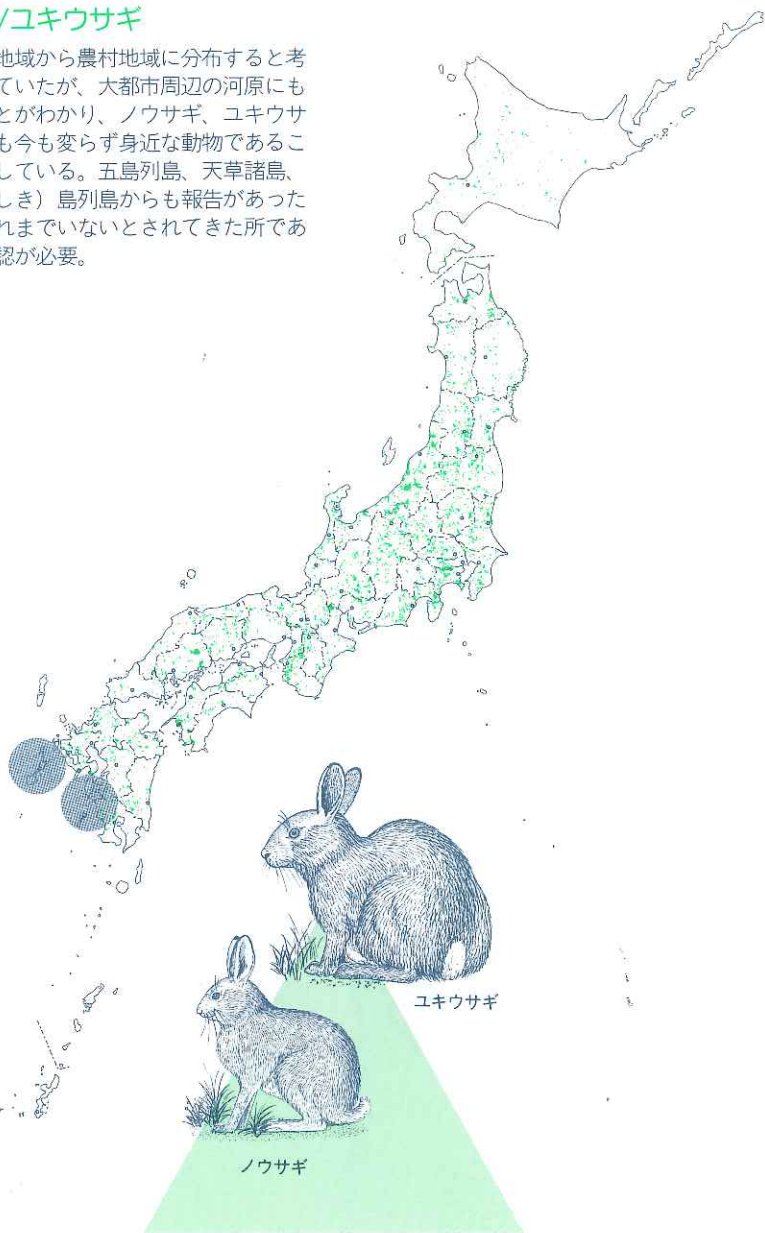 /ユキウサギ
地域から農村地域に分布すると考
ていたが、大都市周辺の河原にも
とがわかり、ノウサギ、ユキウサ
も今も変らず身近な動物であるこ
している。五島列島、天草諸島、
しき）島列島からも報告があった
れまでいないとされてきた所であ
認が必要。
ユキウサギ
ノウサギ